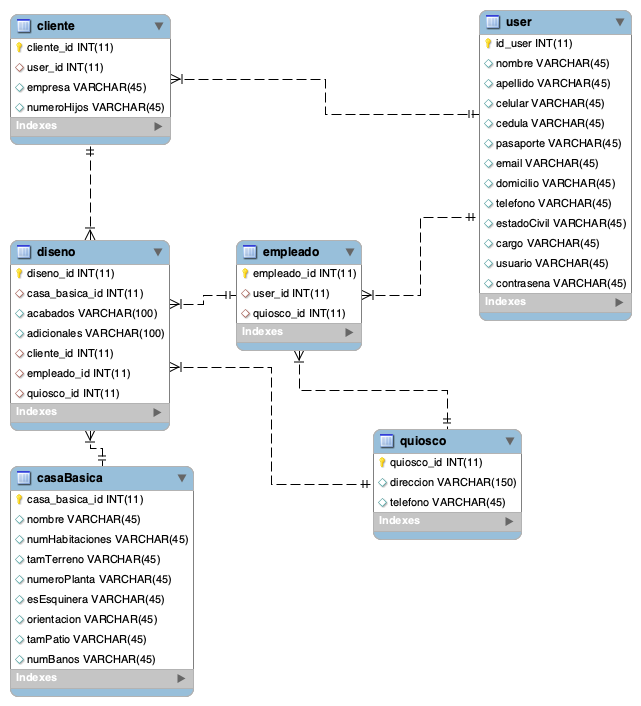 cliente
cliente_id INT(11)
user_id INT(11)
empresa VARCHAR(45)
numeroHijos VARCHAR(45)
Indexes
user
id_user INT(11)
nombre VARCHAR(45)
apellido VARCHAR(45)
celular VARCHAR(45)
cedula VARCHAR(45)
pasaporte VARCHAR(45)
email VARCHAR(45)
domicilio VARCHAR(45)
telefono VARCHAR(45)
estadoCivil VARCHAR(45)
cargo VARCHAR(45)
usuario VARCHAR(45)
contrasena VARCHAR(45)
Indexes
diseno
diseno_id INT(11)
casa_basica_id INT(11)
acabados VARCHAR(100)
adicionales VARCHAR(100)
cliente_id INT(11)
empleado_id INT(11)
quiosco_id INT(11)
Indexes
empleado
empleado_id INT(11)
user_id INT(11)
quiosco_id INT(11)
Indexes
quiosco
quiosco_id INT(11)
direccion VARCHAR(150)
telefono VARCHAR(45)
Indexes
casaBasica
casa_basica_id INT(11)
nombre VARCHAR(45)
numHabitaciones VARCHAR(45)
tamTerreno VARCHAR(45)
numeroPlanta VARCHAR(45)
esEsquinera VARCHAR(45)
orientacion VARCHAR(45)
tamPatio VARCHAR(45)
numBanos VARCHAR(45)
Indexes